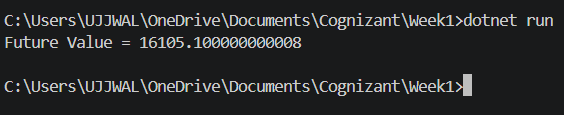 C:\Users\UJJWAL\OneDrive\Documents\Cognizant\Week1>dotnet run
Future Value = 16105.100000000008
C:\Users\UJJWAL\OneDrive\Documents\Cognizant\Week1>